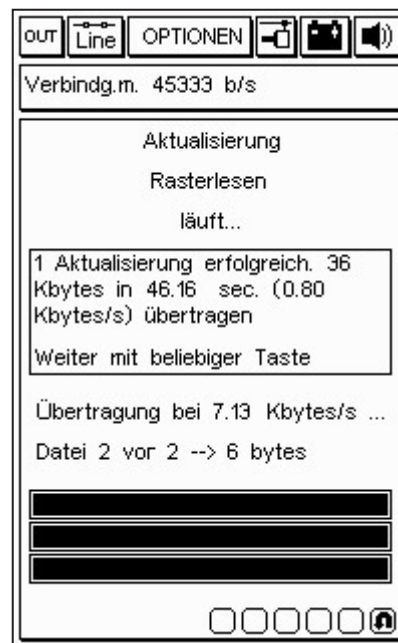 OUT Line OPTIONEN
Verbindg.m. 45333 b/s
Aktualisierung
Rasterlesen
läuft...
1 Aktualisierung erfolgreich. 36
Kbytes in 46.16 sec. (0.80
Kbytes/s) übertragen
Weiter mit beliebiger Taste
Übertragung bei 7.13 Kbytes/s ...
Datei 2 vor 2 --> 6 bytes